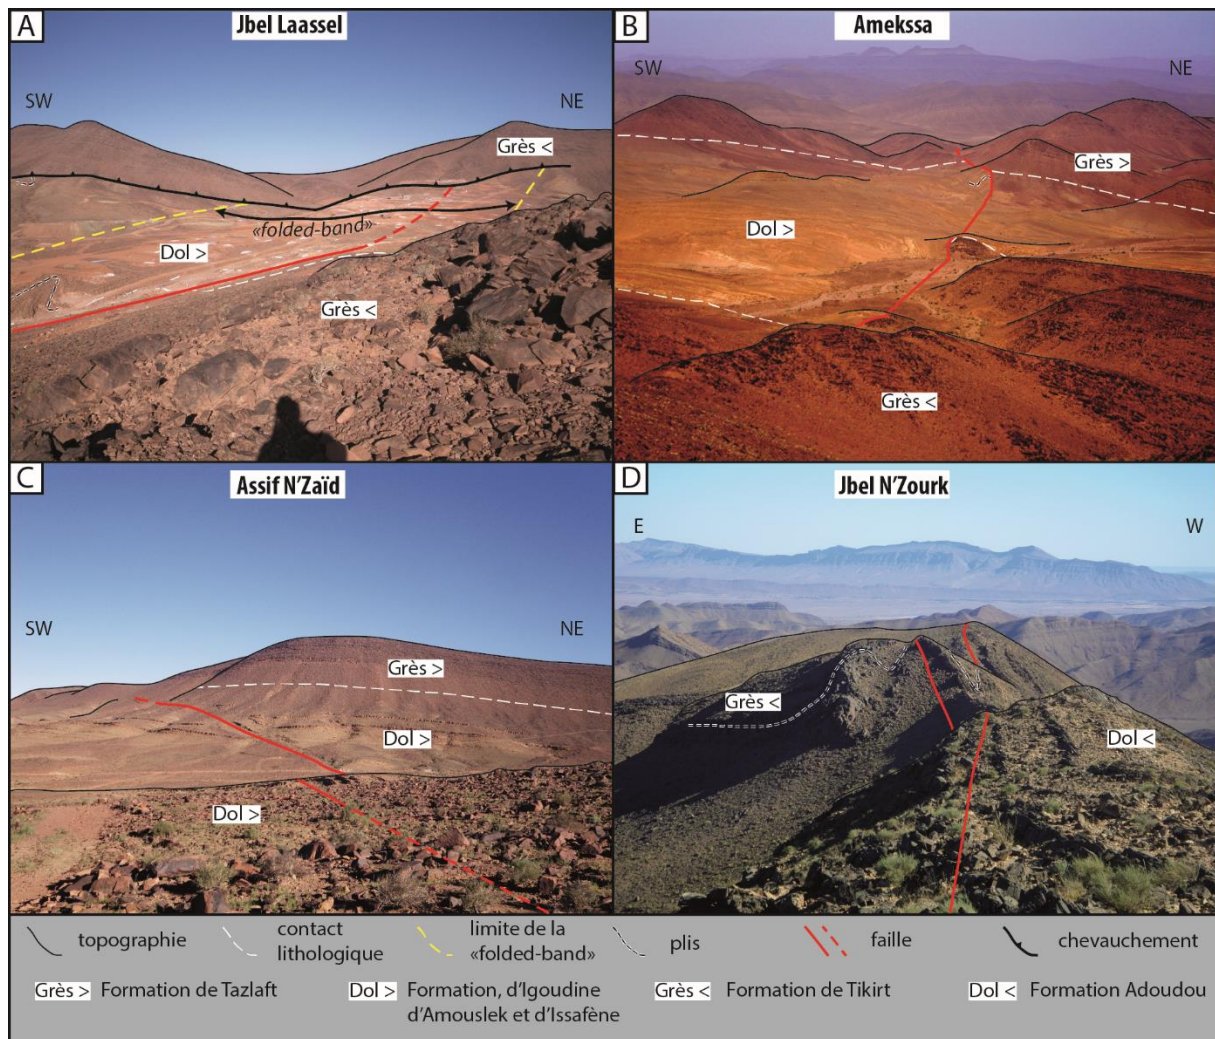 A
Jbel Laassel
SW
NE
Grès <
«folded-band»
Dol >
Grès <
B
Amekssa
SW
NE
Grès >
Dol >
Grès <
C
Assif N'Zaïd
SW
NE
Grès >
Dol >
Dol >
D
Jbel N'Zourk
E
W
Grès <
Dol <
topographie
contact
lithologique
limite de la
«folded-band»
plis
faille
chevauchement
Grès > Formation de Tazlaft
Dol > Formation, d'Igoudine
d'Amouslek et d'Issafène
Grès < Formation de Tikirt
Dol < Formation Adoudou